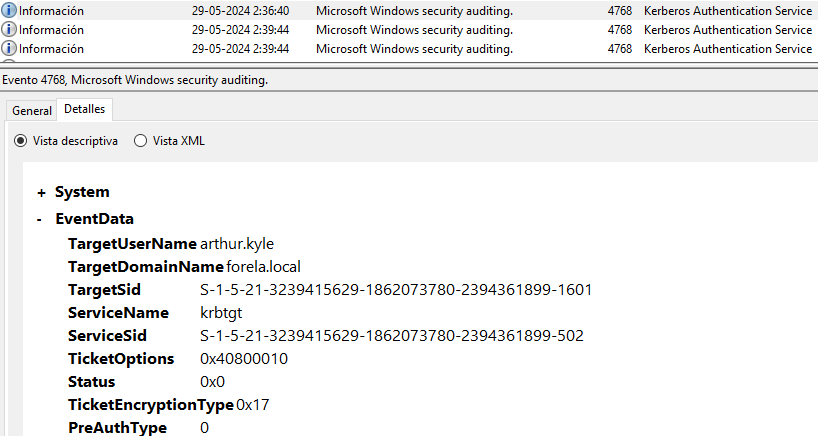 Información 29-05-2024 2:36:40 Microsoft Windows security auditing. 4768 Kerberos Authentication Service
Información 29-05-2024 2:39:44 Microsoft Windows security auditing. 4768 Kerberos Authentication Service
Información 29-05-2024 2:39:44 Microsoft Windows security auditing. 4768 Kerberos Authentication Service
Evento 4768, Microsoft Windows security auditing.
General Detalles
Vista descriptiva Vista XML
+ System
- EventData
TargetUserName arthur.kyle
TargetDomainName forela.local
TargetSid S-1-5-21-3239415629-1862073780-2394361899-1601
ServiceName krbtgt
ServiceSid S-1-5-21-3239415629-1862073780-2394361899-502
TicketOptions 0x40800010
Status 0x0
TicketEncryptionType 0x17
PreAuthType 0